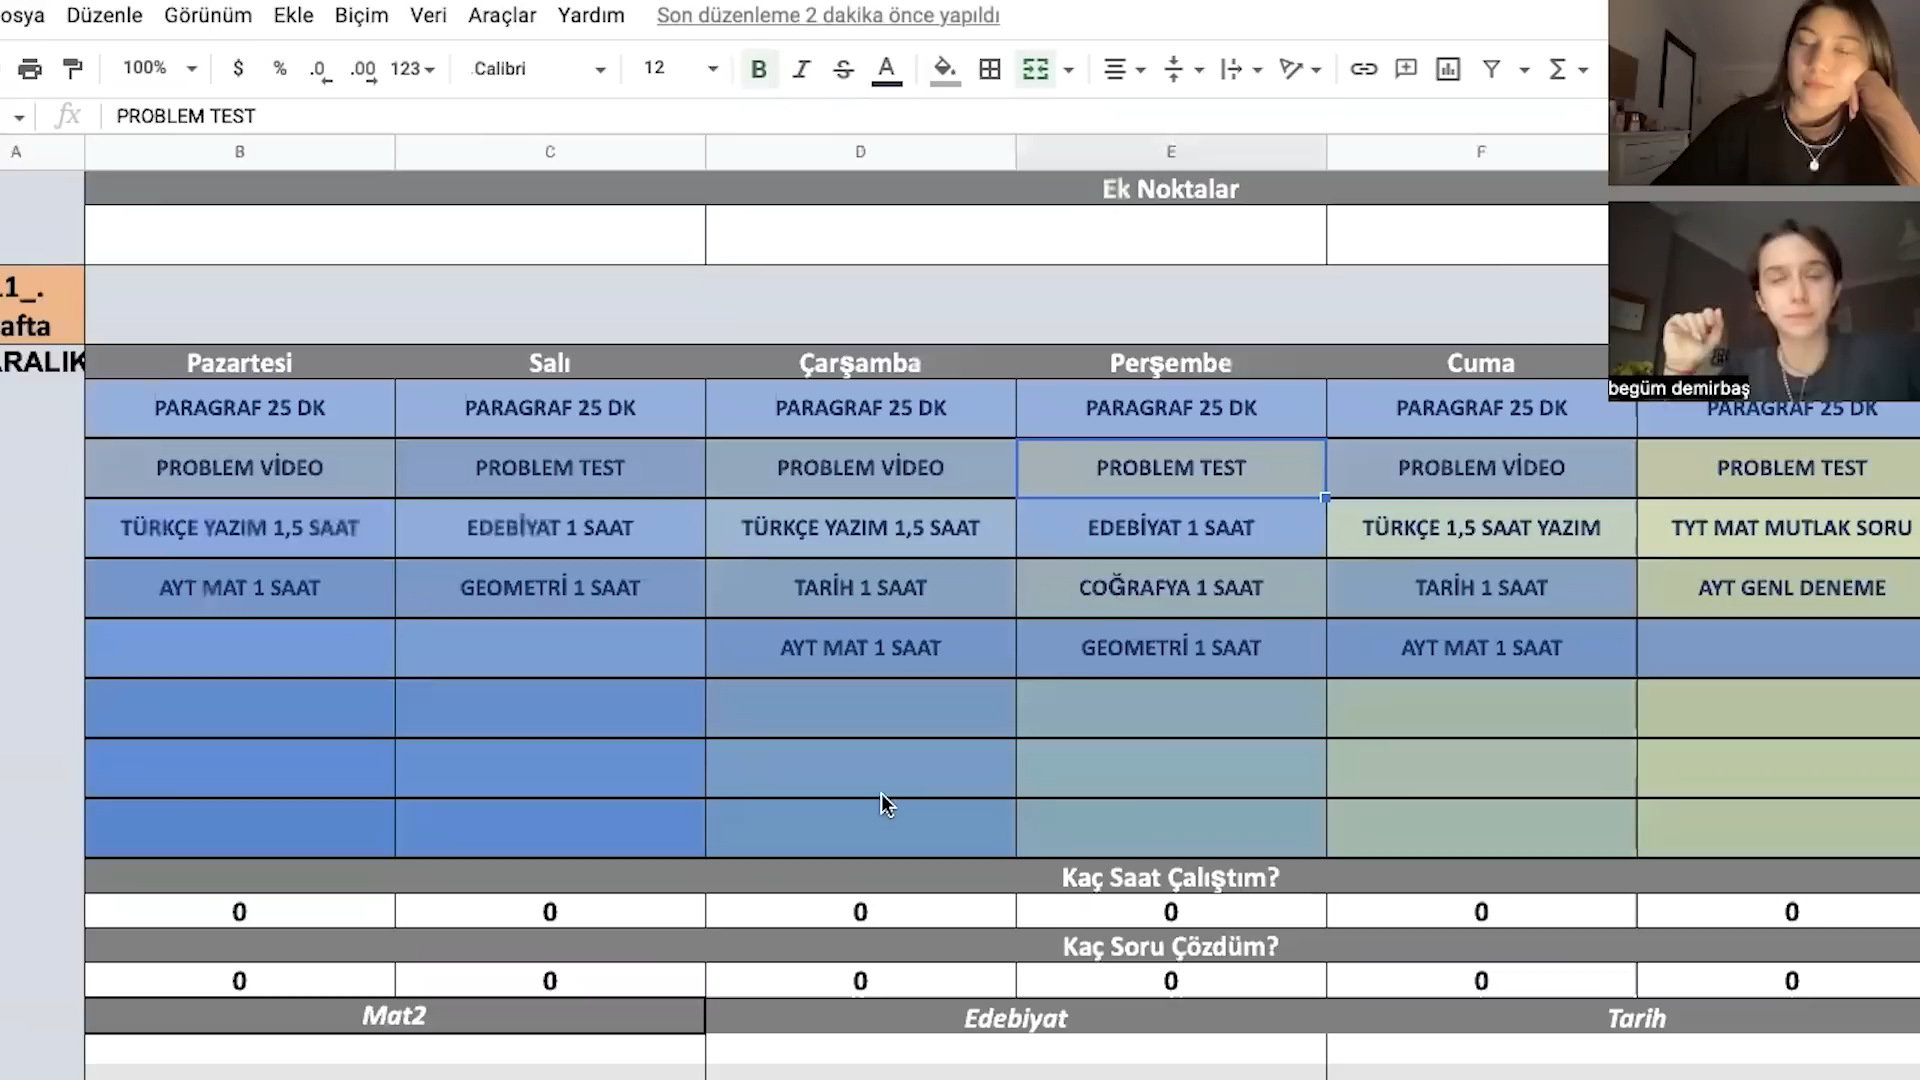 osya Düzenle Görünüm Ekle Biçim Veri Araçlar Yardım Son düzenleme 2 dakika önce yapıldı
100% $ % .0 .00 123 Calibri 12 B I S A Σ
fx PROBLEM TEST
A B C D E F
Ek Noktalar
11_.
afta
ARALIK
Pazartesi Salı Çarşamba Perşembe Cuma
begüm demirbaş
PARAGRAF 25 DK PARAGRAF 25 DK PARAGRAF 25 DK PARAGRAF 25 DK PARAGRAF 25 DK PARAGRAF 25 DK
PROBLEM VİDEO PROBLEM TEST PROBLEM VİDEO PROBLEM TEST PROBLEM VİDEO PROBLEM TEST
TÜRKÇE YAZIM 1,5 SAAT EDEBİYAT 1 SAAT TÜRKÇE YAZIM 1,5 SAAT EDEBİYAT 1 SAAT TÜRKÇE 1,5 SAAT YAZIM TYT MAT MUTLAK SORU
AYT MAT 1 SAAT GEOMETRİ 1 SAAT TARİH 1 SAAT COĞRAFYA 1 SAAT TARİH 1 SAAT AYT GENL DENEME
AYT MAT 1 SAAT GEOMETRİ 1 SAAT AYT MAT 1 SAAT
Kaç Saat Çalıştım?
0 0 0 0 0 0
Kaç Soru Çözdüm?
0 0 0 0 0 0
Mat2 Edebiyat Tarih